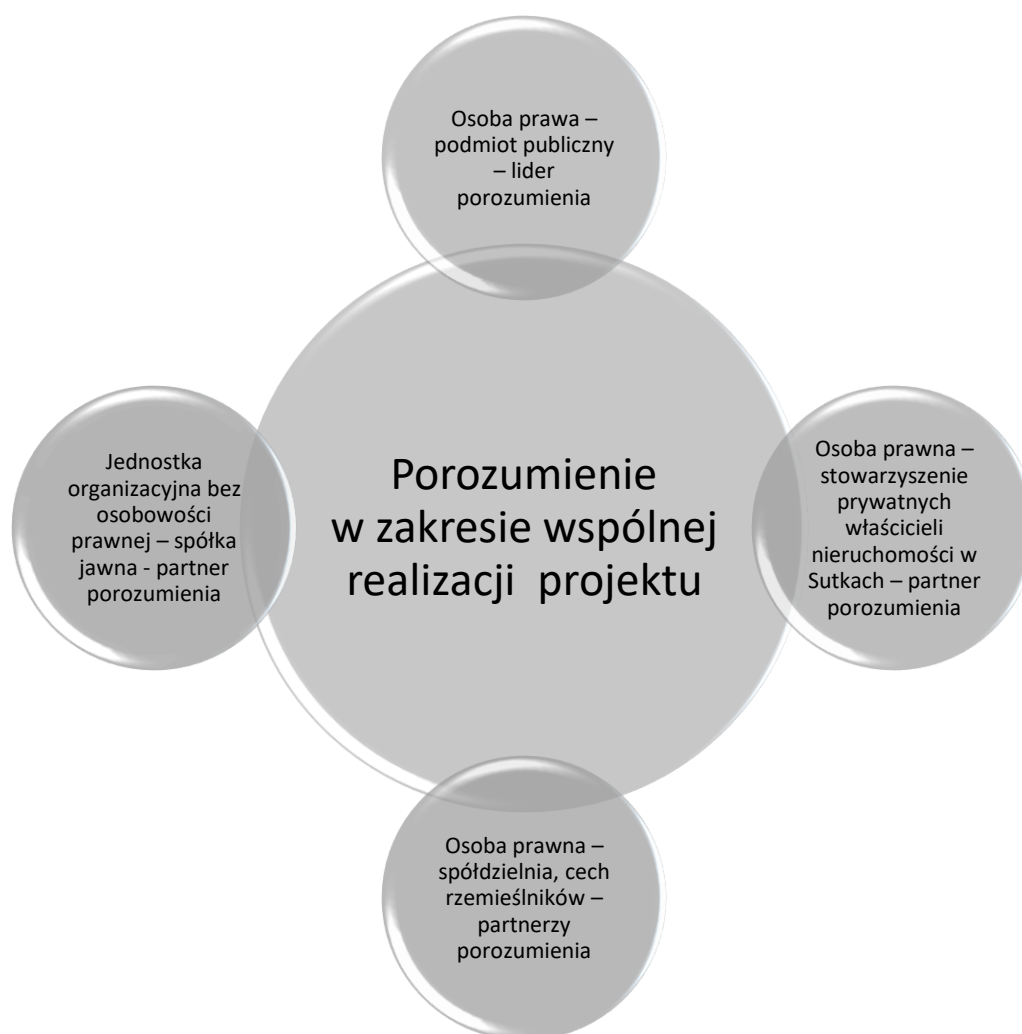 Osoba prawa –
podmiot publiczny
– lider
porozumienia
Jednostka
organizacyjna bez
osobowości
prawnej – spółka
jawna - partner
porozumienia
Porozumienie
w zakresie wspólnej
realizacji projektu
Osoba prawna –
stowarzyszenie
prywatnych
właścicieli
nieruchomości w
Sutkach – partner
porozumienia
Osoba prawna –
spółdzielnia, cech
rzemieślników –
partnerzy
porozumienia